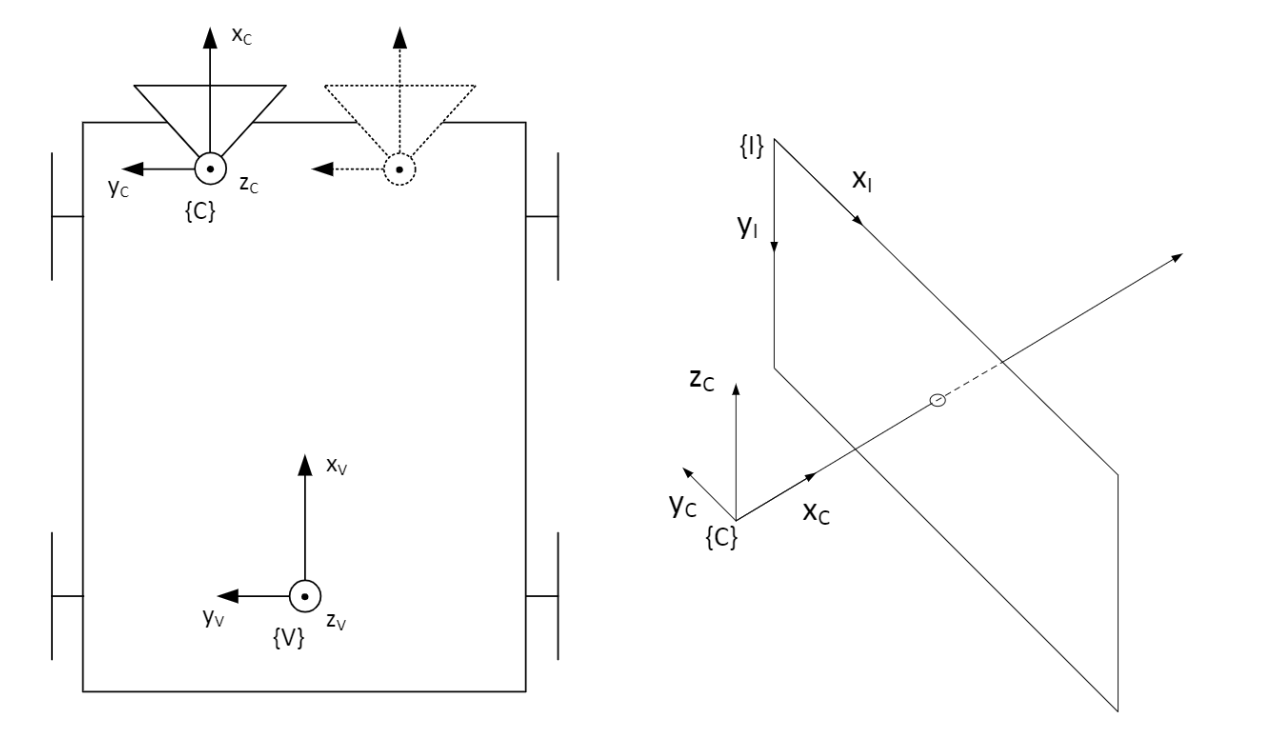 x_C
y_C
z_C
{C}
x_V
y_V
z_V
{V}
{I}
x_I
y_I
z_C
y_C
x_C
{C}